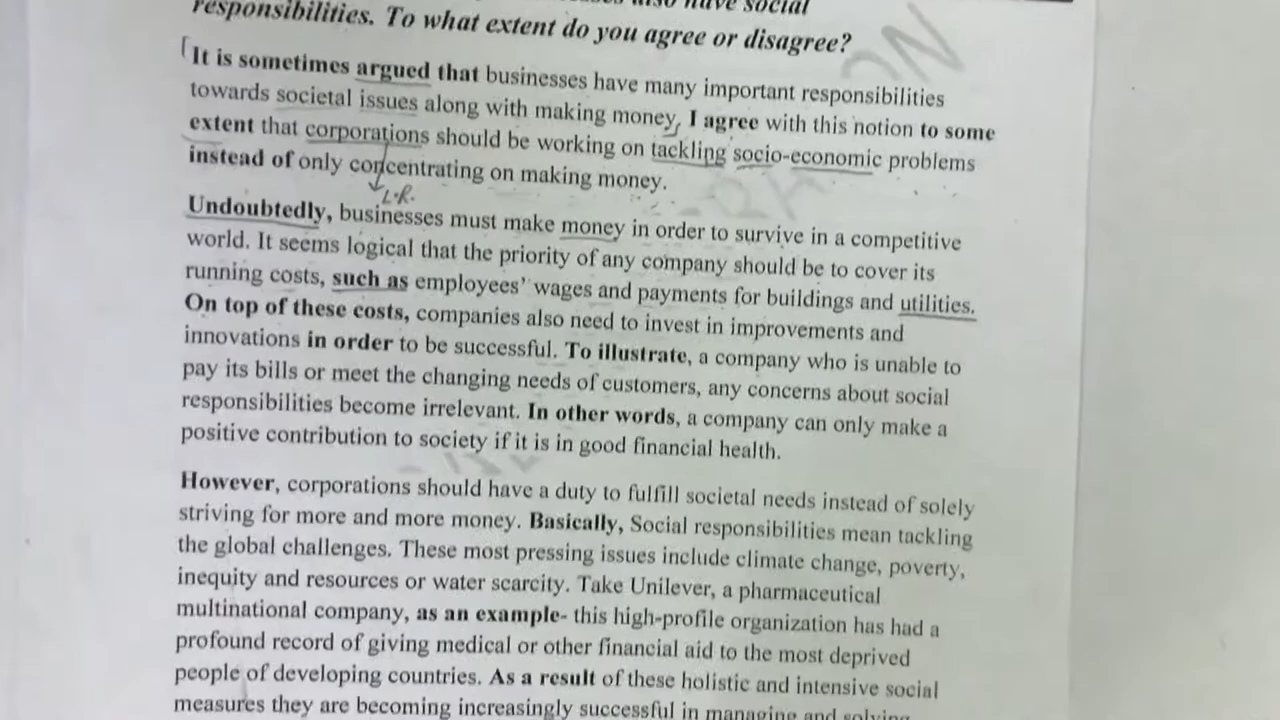 also have social
responsibilities. To what extent do you agree or disagree?
It is sometimes argued that businesses have many important responsibilities
towards societal issues along with making money, I agree with this notion to some
extent that corporations should be working on tackling socio-economic problems
instead of only concentrating on making money.
L.R.
Undoubtedly, businesses must make money in order to survive in a competitive
world. It seems logical that the priority of any company should be to cover its
running costs, such as employees' wages and payments for buildings and utilities.
On top of these costs, companies also need to invest in improvements and
innovations in order to be successful. To illustrate, a company who is unable to
pay its bills or meet the changing needs of customers, any concerns about social
responsibilities become irrelevant. In other words, a company can only make a
positive contribution to society if it is in good financial health.
However, corporations should have a duty to fulfill societal needs instead of solely
striving for more and more money. Basically, Social responsibilities mean tackling
the global challenges. These most pressing issues include climate change, poverty,
inequity and resources or water scarcity. Take Unilever, a pharmaceutical
multinational company, as an example- this high-profile organization has had a
profound record of giving medical or other financial aid to the most deprived
people of developing countries. As a result of these holistic and intensive social
measures they are becoming increasingly successful in managing and solving